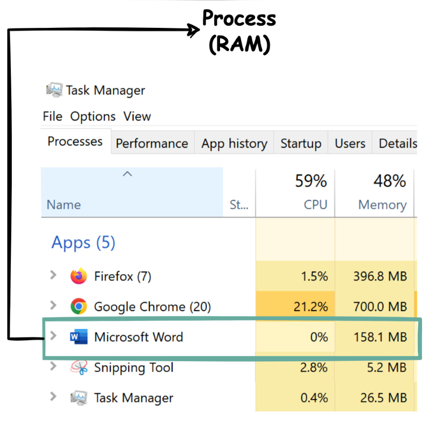 Process
(RAM)
Task Manager
File Options View
Processes Performance App history Startup Users Details
59% 48%
Name St... CPU Memory
Apps (5)
Firefox (7) 1.5% 396.8 MB
Google Chrome (20) 21.2% 700.0 MB
Microsoft Word 0% 158.1 MB
Snipping Tool 2.8% 5.2 MB
Task Manager 0.4% 26.5 MB